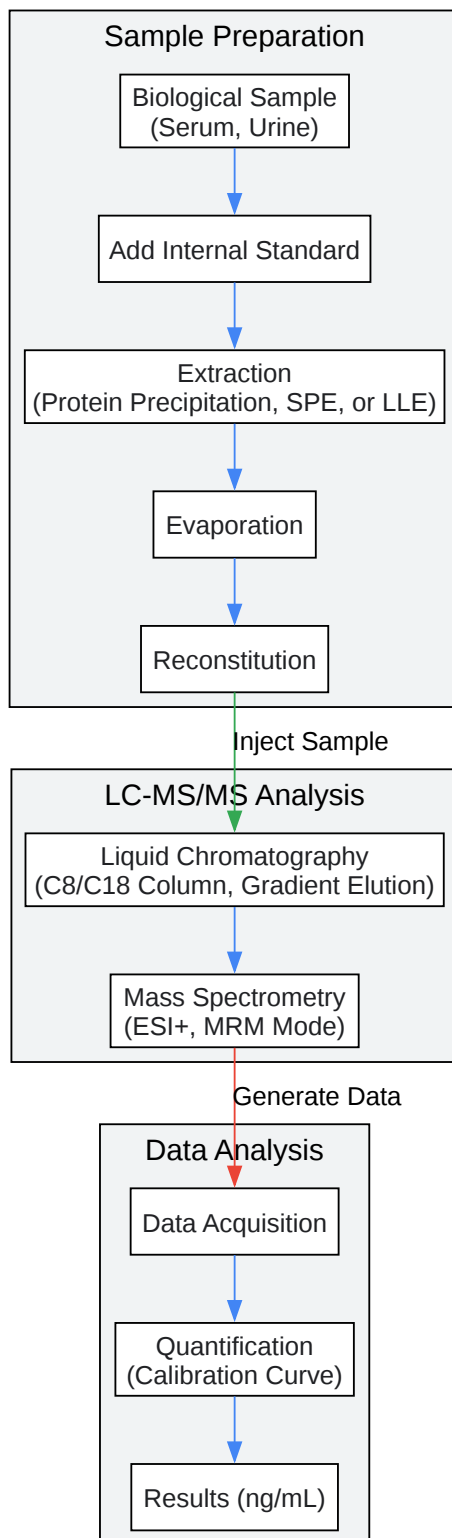 Sample Preparation
Biological Sample
(Serum, Urine)
Add Internal Standard
Extraction
(Protein Precipitation, SPE, or LLE)
Evaporation
Reconstitution
Inject Sample
LC-MS/MS Analysis
Liquid Chromatography
(C8/C18 Column, Gradient Elution)
Mass Spectrometry
(ESI+, MRM Mode)
Generate Data
Data Analysis
Data Acquisition
Quantification
(Calibration Curve)
Results (ng/mL)